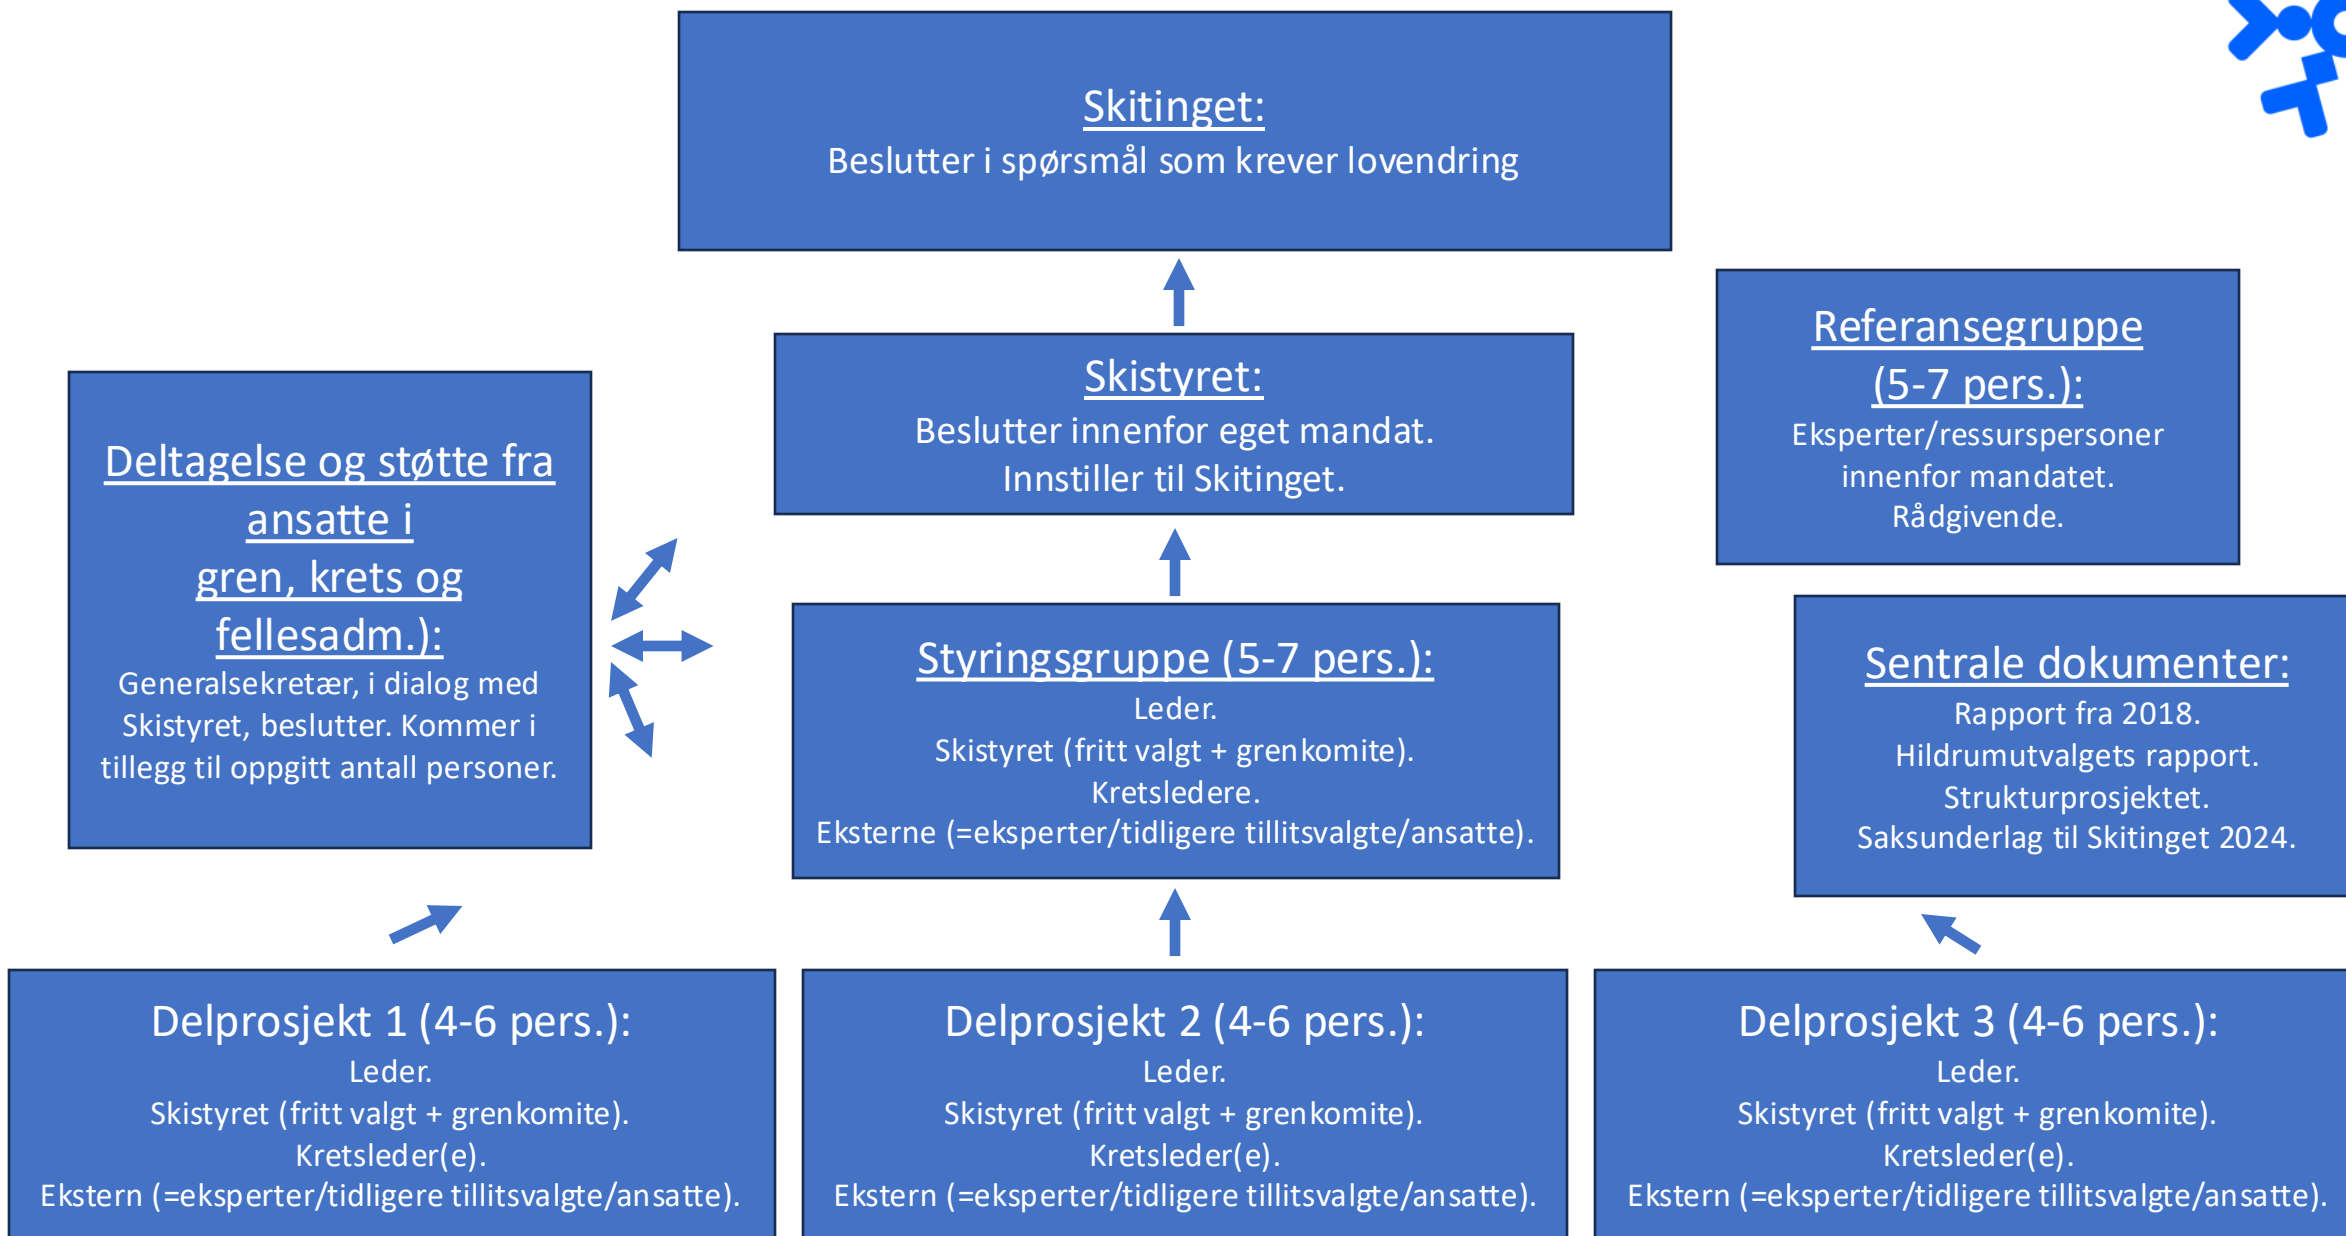 Skitinget:
Beslutter i spørsmål som krever lovendring
Skistyret:
Beslutter innenfor eget mandat.
Innstiller til Skitinget.
Referansegruppe
(5-7 pers.):
Eksperter/ressurspersoner
innenfor mandatet.
Rådgivende.
Deltagelse og støtte fra
ansatte i
gren, krets og
fellesadm.):
Generalsekretær, i dialog med
Skistyret, beslutter. Kommer i
tillegg til oppgitt antall personer.
Styringsgruppe (5-7 pers.):
Leder.
Skistyret (fritt valgt + grenkomite).
Kretsledere.
Eksterne (=eksperter/tidligere tillitsvalgte/ansatte).
Sentrale dokumenter:
Rapport fra 2018.
Hildrumutvalgets rapport.
Strukturprosjektet.
Saksunderlag til Skitinget 2024.
Delprosjekt 1 (4-6 pers.):
Leder.
Skistyret (fritt valgt + grenkomite).
Kretsleder(e).
Ekstern (=eksperter/tidligere tillitsvalgte/ansatte).
Delprosjekt 2 (4-6 pers.):
Leder.
Skistyret (fritt valgt + grenkomite).
Kretsleder(e).
Ekstern (=eksperter/tidligere tillitsvalgte/ansatte).
Delprosjekt 3 (4-6 pers.):
Leder.
Skistyret (fritt valgt + grenkomite).
Kretsleder(e).
Ekstern (=eksperter/tidligere tillitsvalgte/ansatte).